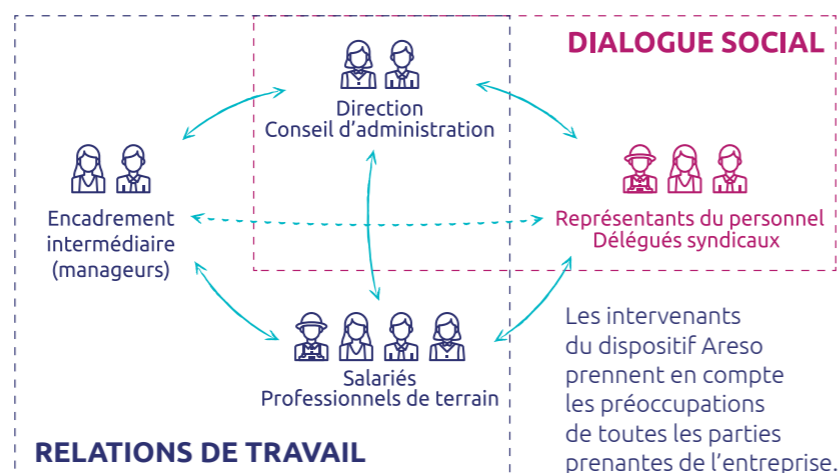 DIALOGUE SOCIAL
Direction
Conseil d’administration
Encadrement
intermédiaire
(manageurs)
Représentants du personnel
Délégués syndicaux
Salariés
Professionnels de terrain
RELATIONS DE TRAVAIL
Les intervenants
du dispositif Areso
prennent en compte
les préoccupations
de toutes les parties
prenantes de l’entreprise.